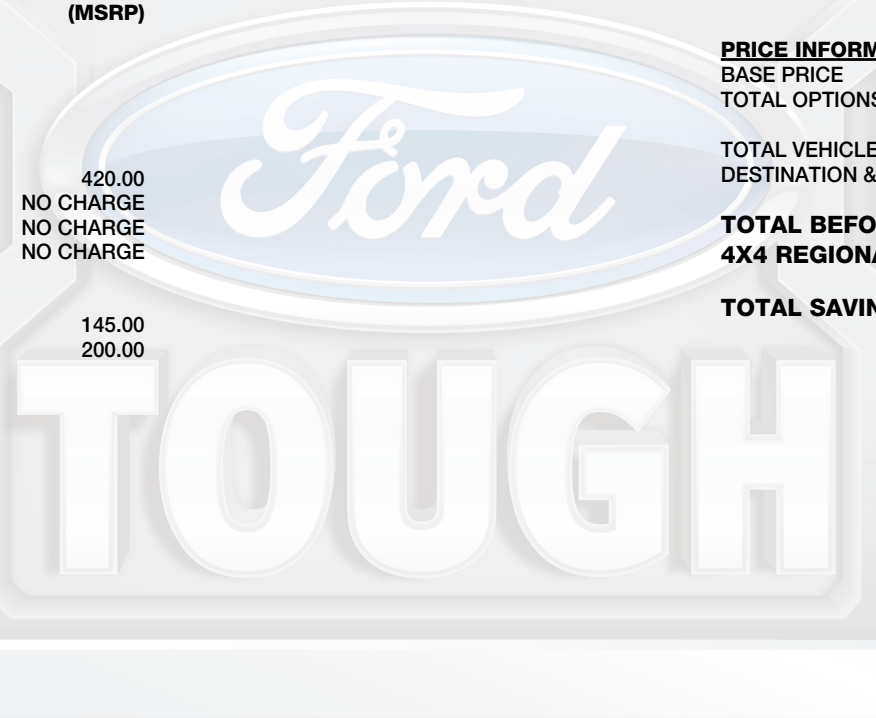 (MSRP)
420.00
NO CHARGE
NO CHARGE
NO CHARGE
145.00
200.00
PRICE INFORM
BASE PRICE
TOTAL OPTIONS
TOTAL VEHICLE
DESTINATION &
TOTAL BEFO
4X4 REGIONA
TOTAL SAVIN
Ford
TOUGH